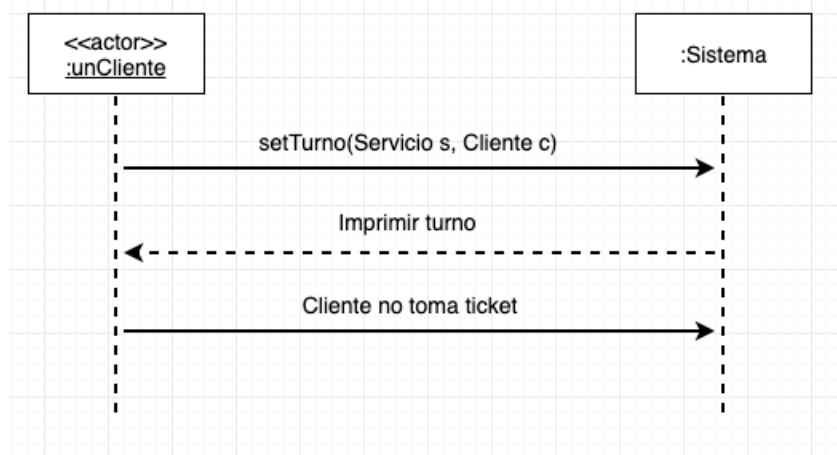 <<actor>>
:unCliente
:Sistema
setTurno(Servicio s, Cliente c)
Imprimir turno
Cliente no toma ticket